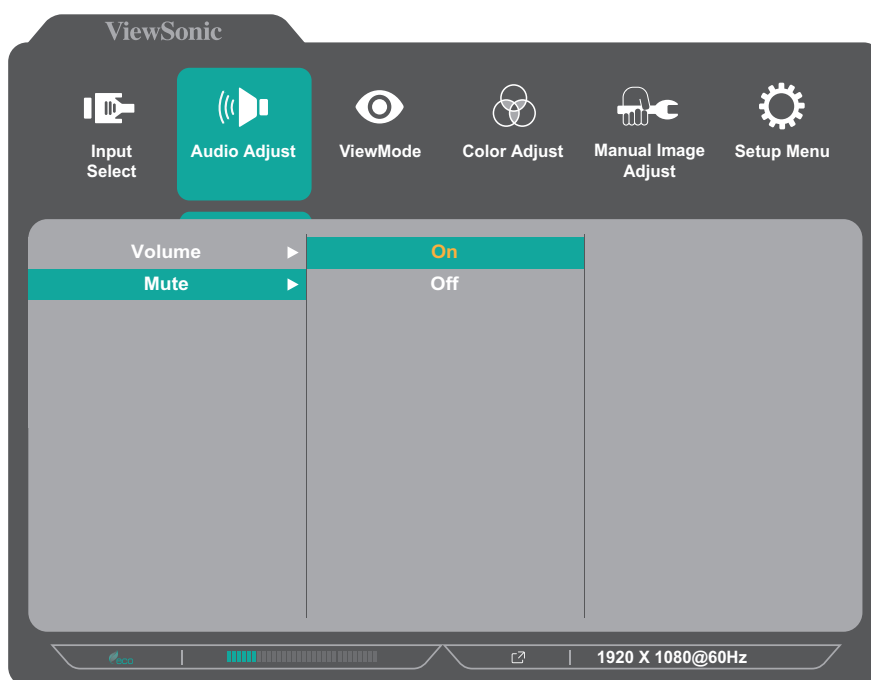 ViewSonic
Input
Select
Audio Adjust
ViewMode
Color Adjust
Manual Image
Adjust
Setup Menu
Volume
On
Mute
Off
eco
1920 X 1080@60Hz